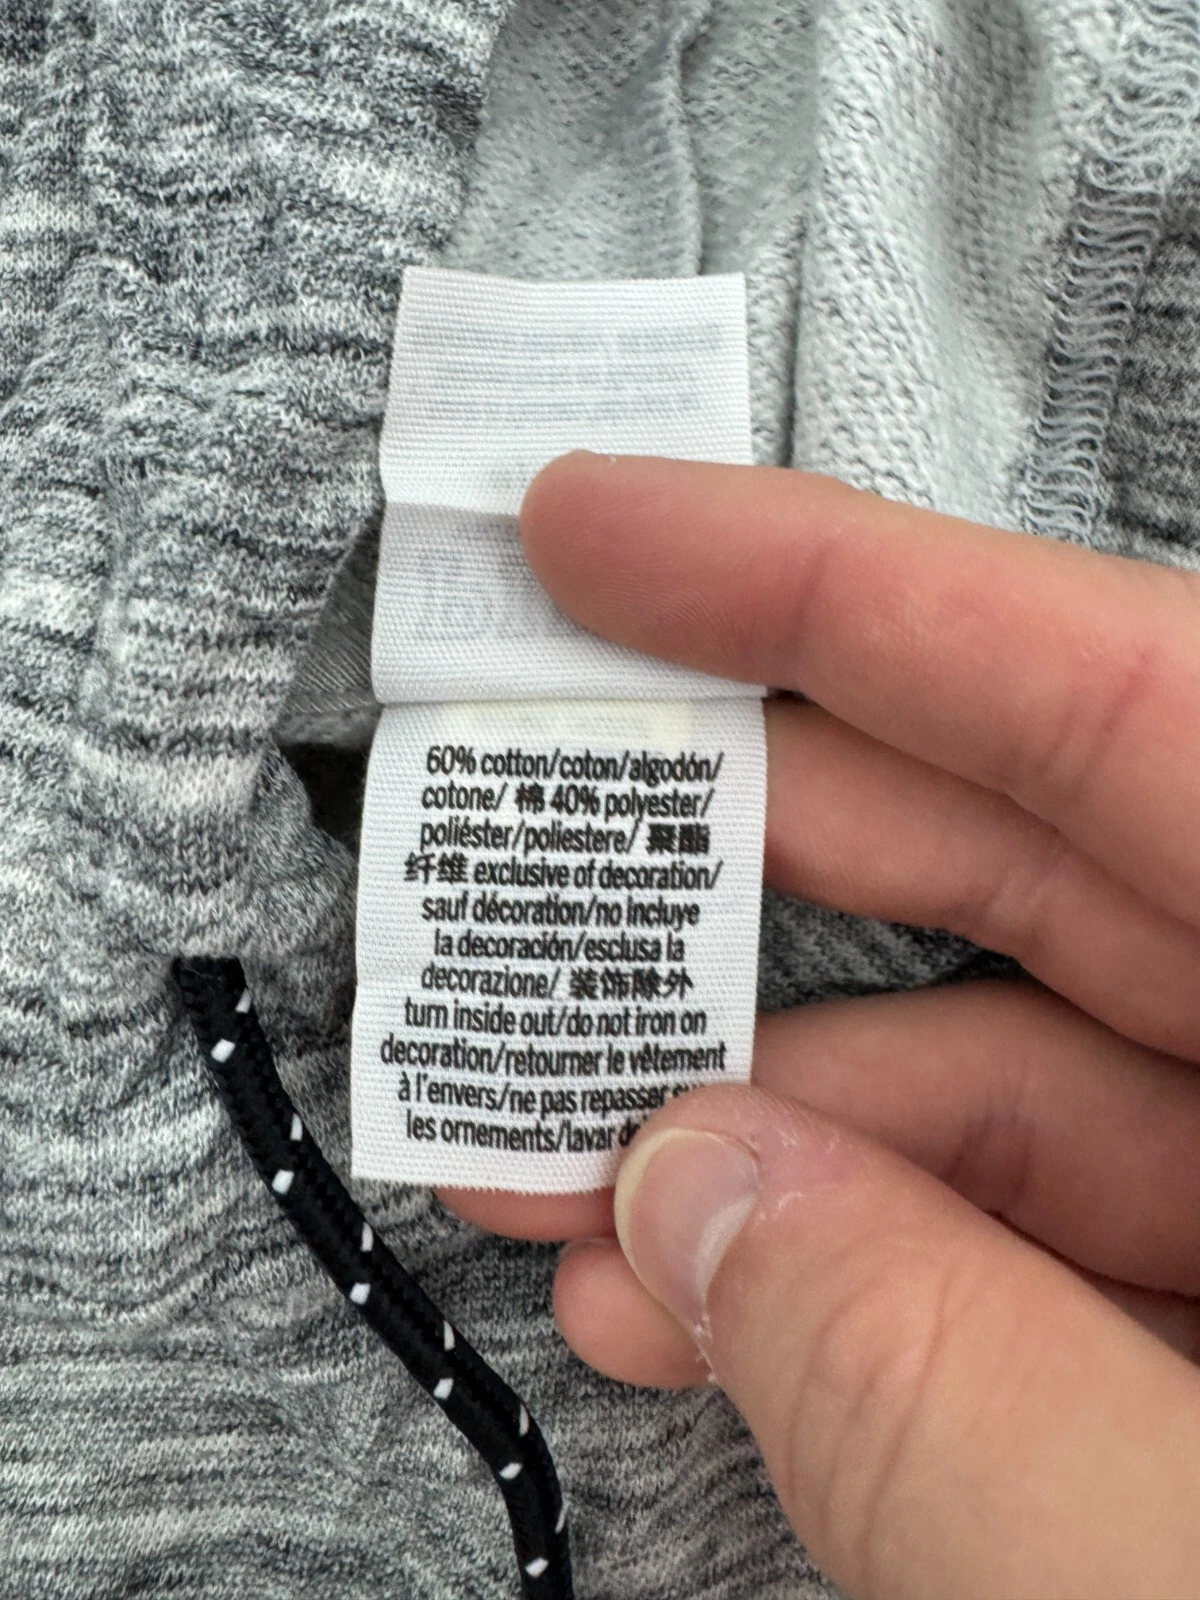 60% cotton/coton/algodón/
cotone/ 棉 40% polyester/
poliéster/poliestere/ 聚酯
纤维 exclusive of decoration/
sauf décoration/no incluye
la decoración/esclusa la
decorazione/ 装饰除外
turn inside out/do not iron on
decoration/retourner le vêtement
à l'envers/ne pas repasser
les ornements/lavar